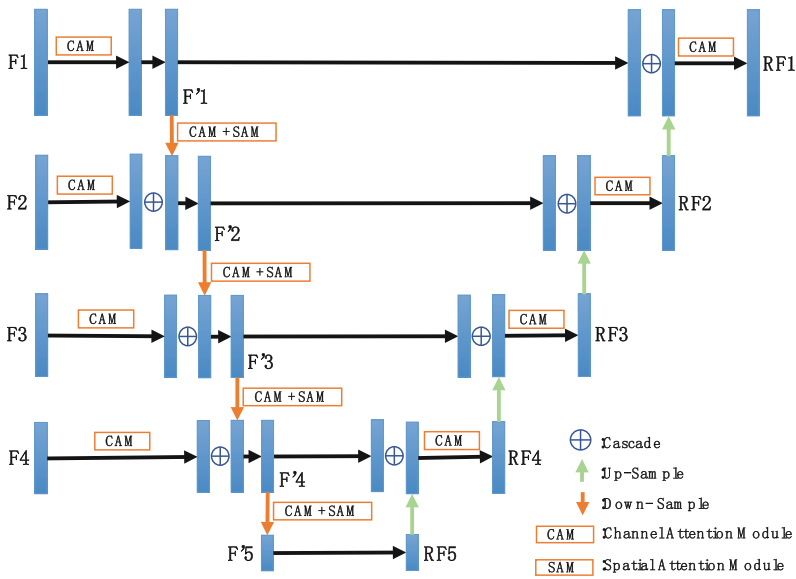 CAM
CAM
F1
RF1
F'1
CAM+SAM
CAM
CAM
F2
RF2
F'2
CAM+SAM
CAM
CAM
F3
RF3
F'3
CAM+SAM
CAM
CAM
F4
RF4
F'4
CAM+SAM
F'5
RF5
:Cascade
:Up-Sample
:Down-Sample
CAM :Channel Attention Module
SAM :Spatial Attention Module